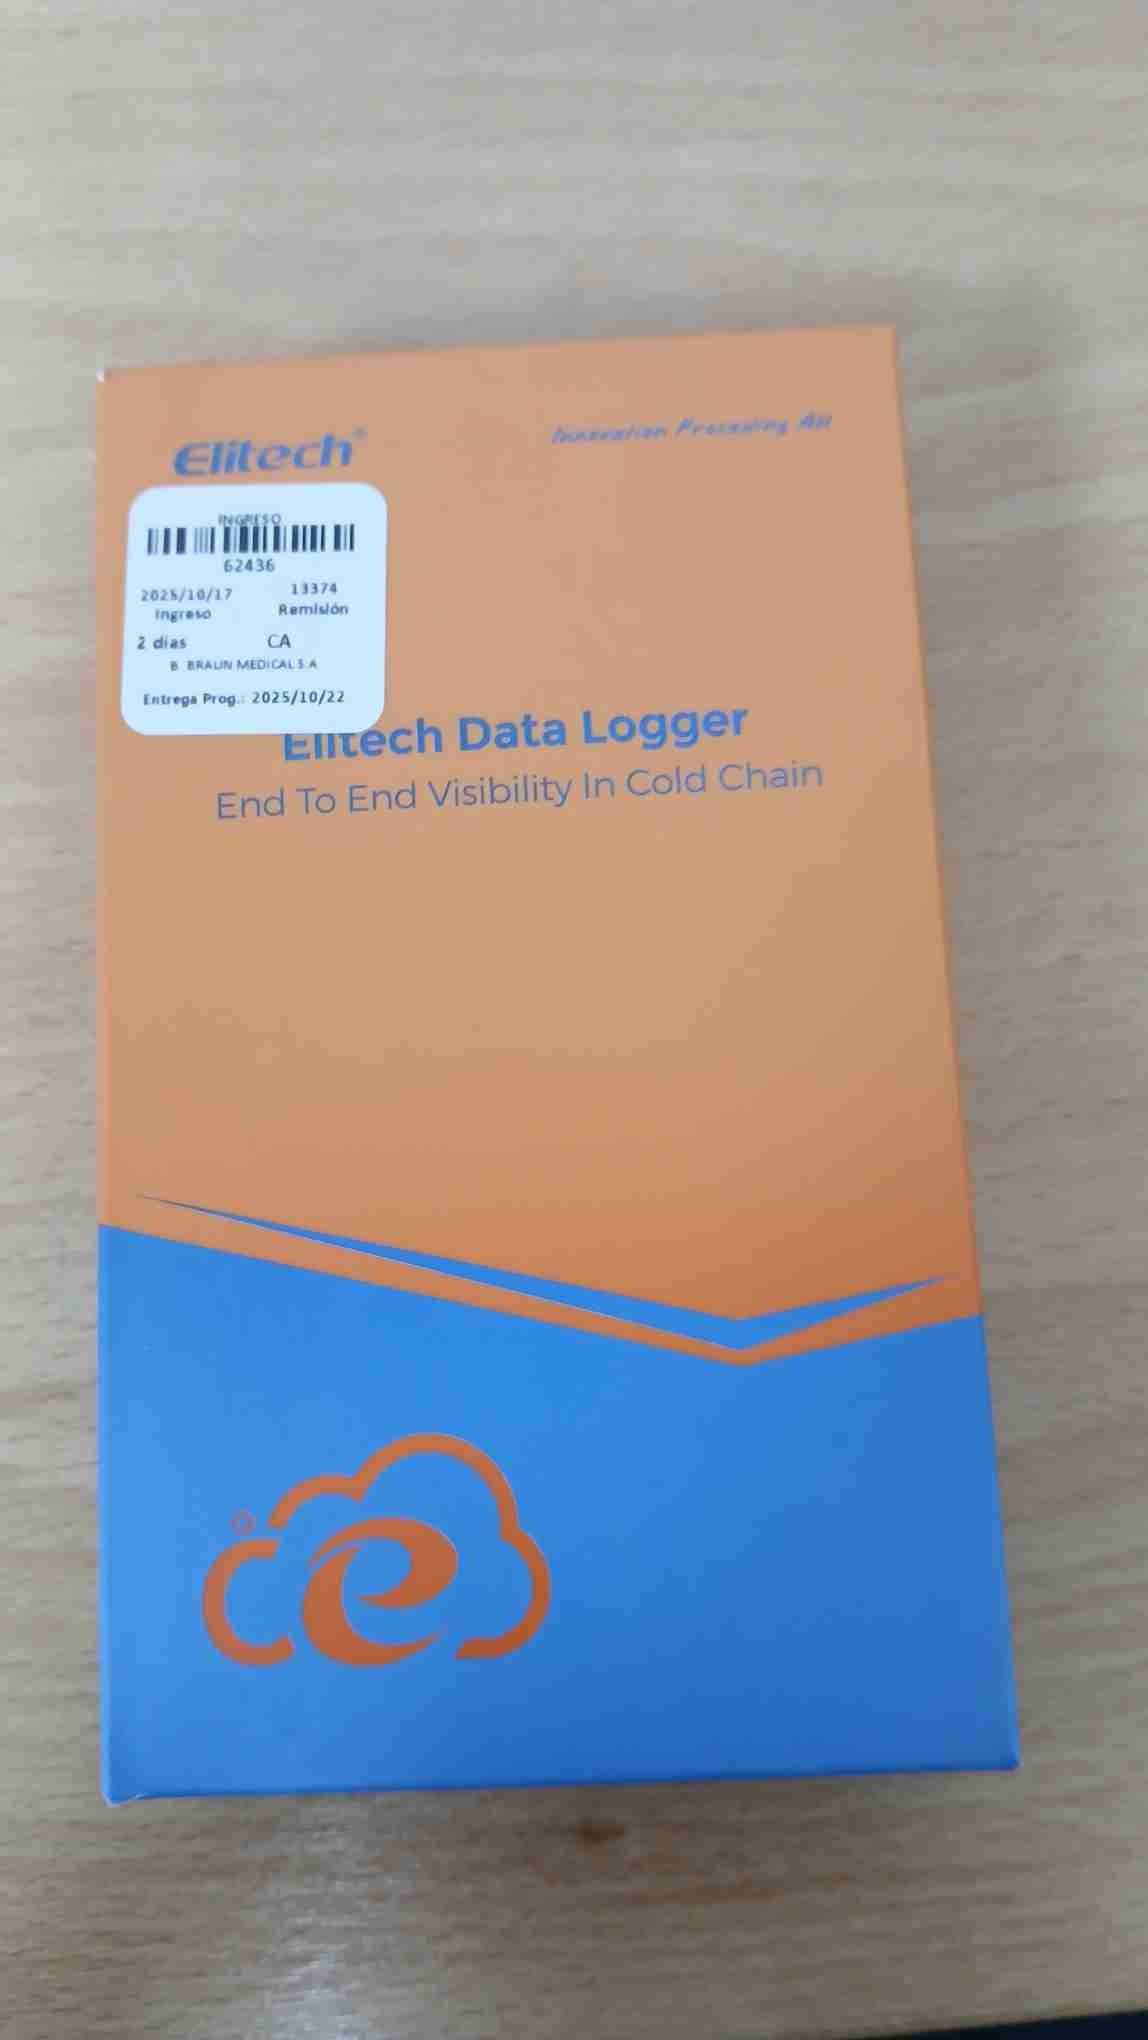 Elitech®
Innovation Preceding All
INGRESO
62436
2025/10/17 13374
Ingreso Remisión
2 dias CA
B. BRAUN MEDICAL S.A
Entrega Prog.: 2025/10/22
Elitech Data Logger
End To End Visibility In Cold Chain